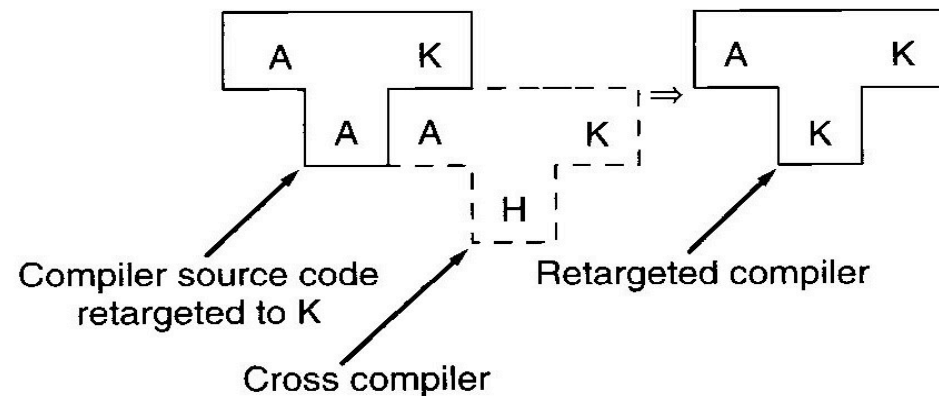 A K
A K
A
A
K
K
H
Compiler source code
retargeted to K
Retargeted compiler
Cross compiler
⇒